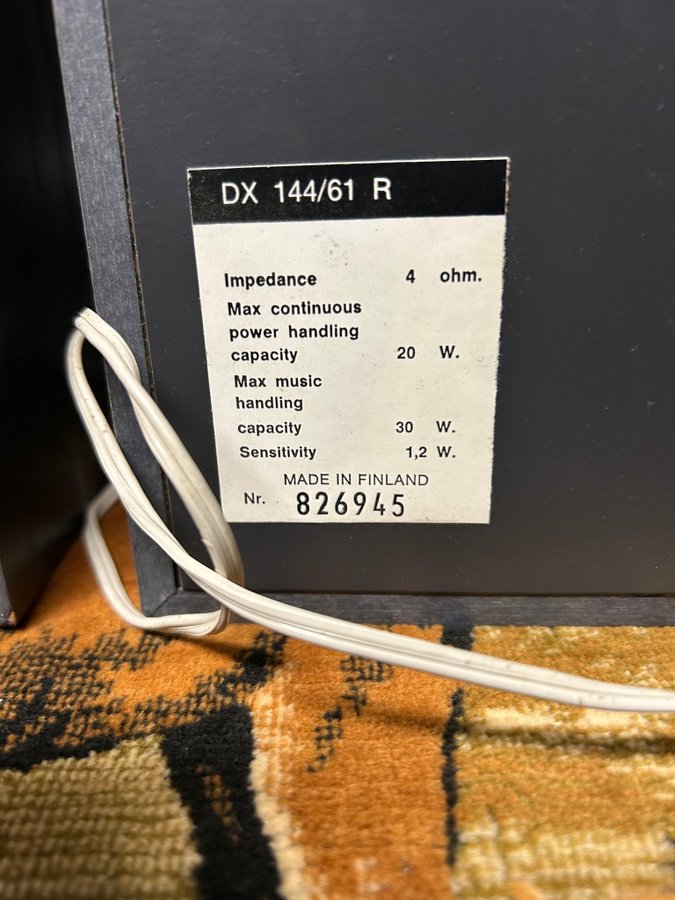 DX 144/61 R
Impedance 4 ohm.
Max continuous
power handling
capacity 20 W.
Max music
handling
capacity 30 W.
Sensitivity 1,2 W.
MADE IN FINLAND
Nr. 826945